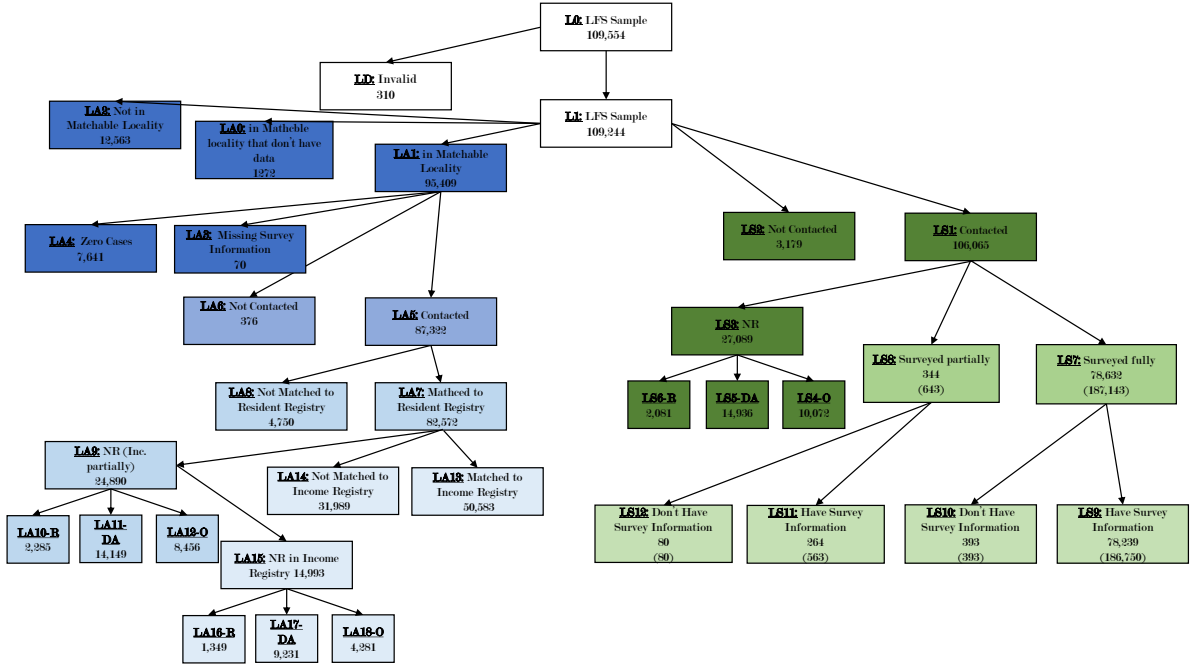 L0: LFS Sample
109,554
LD: Invalid
310
L1: LFS Sample
109,244
LA2: Not in
Matchable Locality
12,563
LA0: in Mathcble
locality that don't have
data
1272
LA1: in Matchable
Locality
95,409
LA4: Zero Cases
7,641
LA3: Missing Survey
Information
70
LS2: Not Contacted
3,179
LS1: Contacted
106,065
LA6: Not Contacted
376
LA5: Contacted
87,322
LS3: NR
27,089
LS8: Surveyed partially
344
(643)
LS7: Surveyed fully
78,632
(187,143)
LA8: Not Matched to
Resident Registry
4,750
LA7: Mathced to
Resident Registry
82,572
LS6-R
2,081
LS5-DA
14,936
LS4-O
10,072
LA9: NR (Inc.
partially)
24,890
LA14: Not Matched to
Income Registry
31,989
LA13: Matched to
Income Registry
50,583
LA10-R
2,285
LA11-
DA
14,149
LA12-O
8,456
LS12: Don't Have
Survey Information
80
(80)
LS11: Have Survey
Information
264
(563)
LS10: Don't Have
Survey Information
393
(393)
LS9: Have Survey
Information
78,239
(186,750)
LA15: NR in Income
Registry 14,993
LA16-R
1,349
LA17-
DA
9,231
LA18-O
4,281